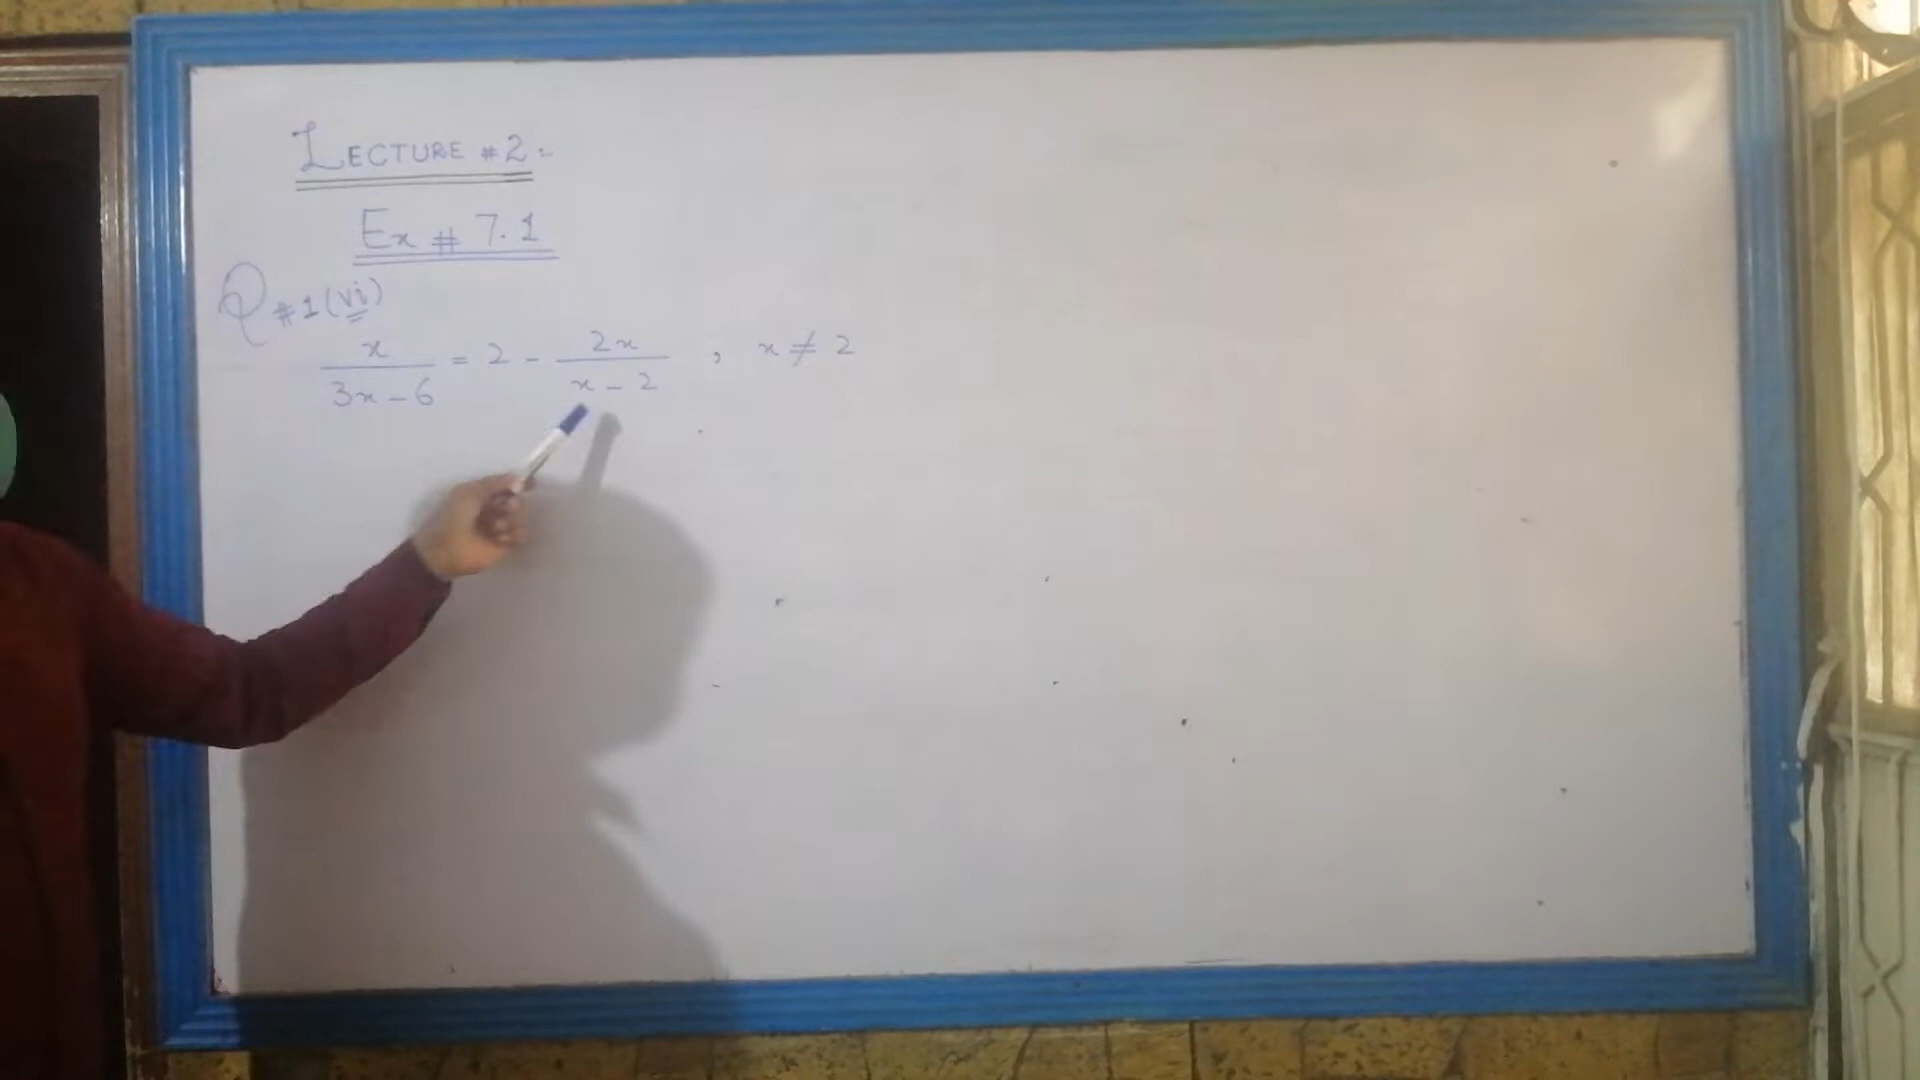 LECTURE #2:-
Ex # 7.1
Q #1 (vi)
x/(3x-6) = 2 - 2x/(x-2) , x ≠ 2